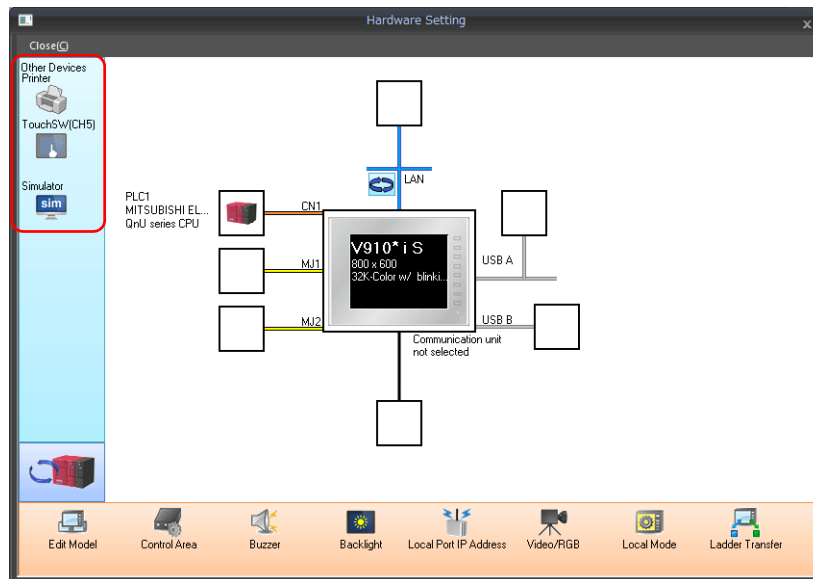 Hardware Setting
x
Close(C)
Other Devices
Printer
TouchSW(CH5)
Simulator
sim
LAN
PLC1
MITSUBISHI EL...
QnU series CPU
CN1
MJ1
MJ2
V910*i S
800 x 600
32K-Color w/ blinki...
USB A
USB B
Communication unit
not selected
Edit Model
Control Area
Buzzer
Backlight
Local Port IP Address
Video/RGB
Local Mode
Ladder Transfer